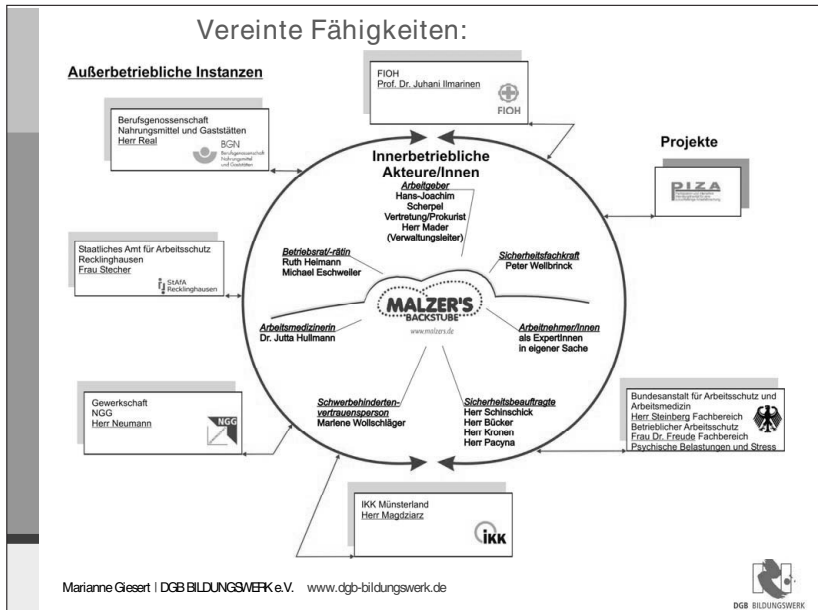 Vereinte Fähigkeiten:
Außerbetriebliche Instanzen
FIOH
Prof. Dr. Juhani Ilmarinen
FIOH
Berufsgenossenschaft
Nahrungsmittel und Gaststätten
Herr Real
BGN
Berufsgenossenschaft
Nahrungsmittel
und Gaststätten
Projekte
PIZA
Innerbetriebliche
Akteure/Innen
Arbeitgeber
Hans-Joachim
Scherpel
Vertretung/Prokurist
Herr Mader
(Verwaltungsleiter)
Staatliches Amt für Arbeitsschutz
Recklinghausen
Frau Stecher
StAfA
Recklinghausen
Betriebsrat/-rätin
Ruth Heimann
Michael Eschweiler
Sicherheitsfachkraft
Peter Wellbrinck
MALZER'S
BACKSTUBE
www.malzers.de
Arbeitsmedizinerin
Dr. Jutta Hullmann
Arbeitnehmer/Innen
als ExpertInnen
in eigener Sache
Schwerbehinderten-
vertrauensperson
Marlene Wollschläger
Sicherheitsbeauftragte
Herr Schinschick
Herr Bücker
Herr Kronen
Herr Pacyna
Gewerkschaft
NGG
Herr Neumann
NGG
Bundesanstalt für Arbeitsschutz und
Arbeitsmedizin
Herr Steinberg Fachbereich
Betrieblicher Arbeitsschutz
Frau Dr. Freude Fachbereich
Psychische Belastungen und Stress
IKK Münsterland
Herr Magdziarz
iKK
Marianne Giesert | DGB BILDUNGSWERK e.V. www.dgb-bildungswerk.de
DGB BILDUNGSWERK